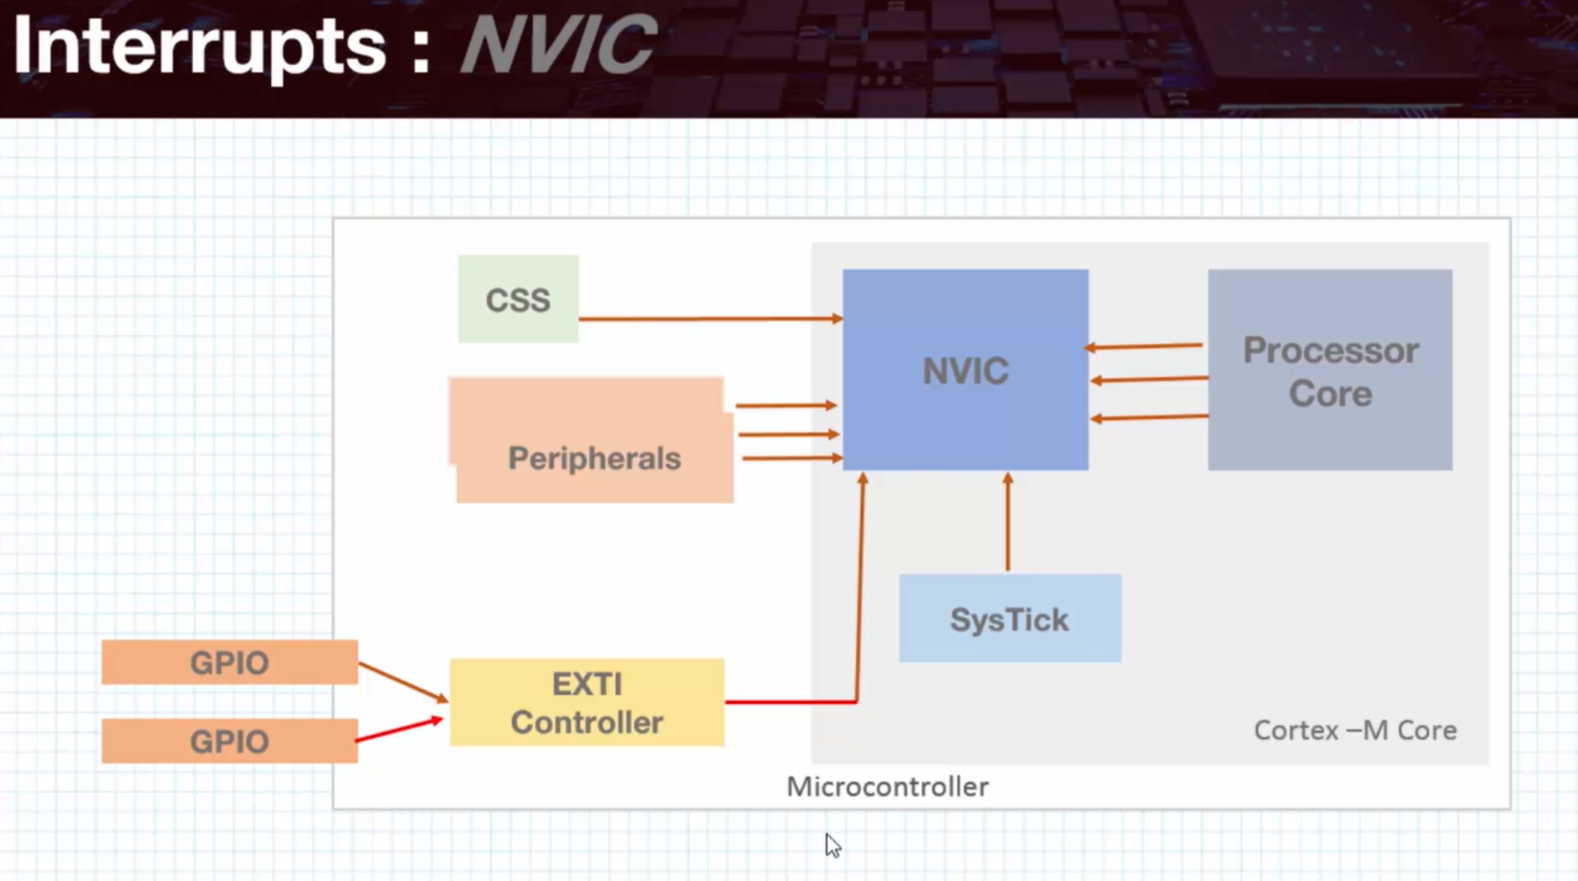 Interrupts : NVIC
CSS
NVIC
Processor
Core
Peripherals
SysTick
GPIO
EXTI
Controller
GPIO
Cortex –M Core
Microcontroller